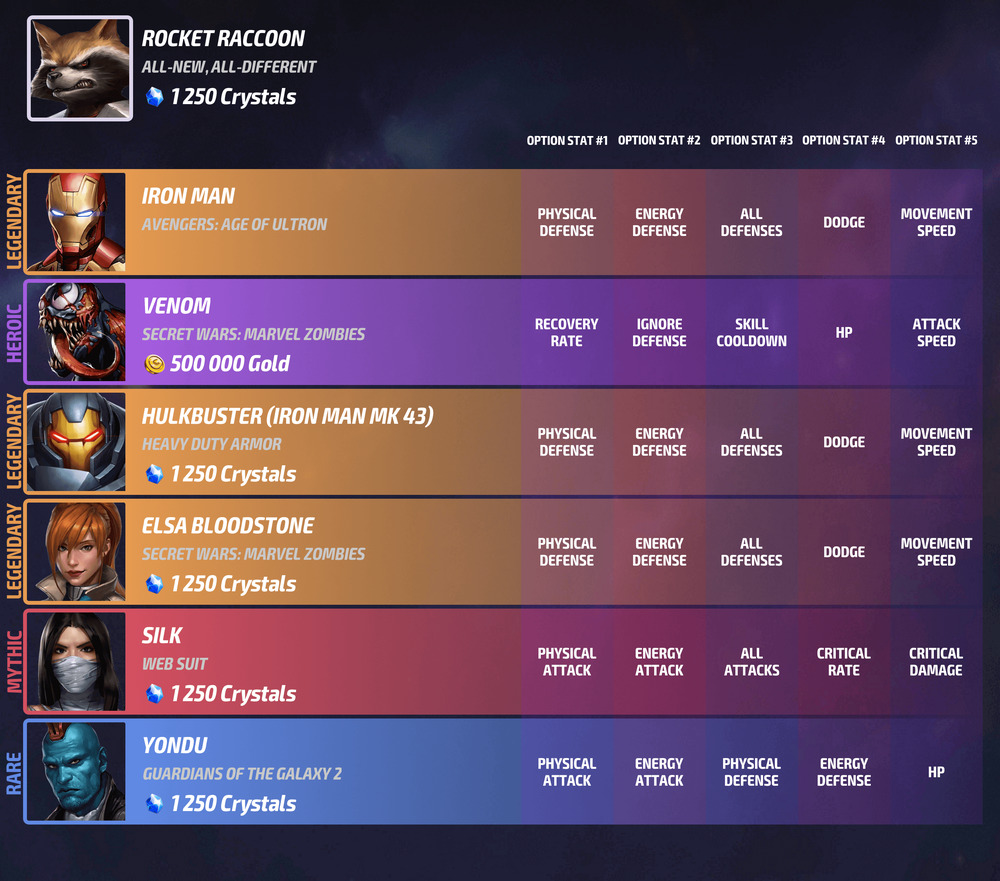 ROCKET RACCOON
ALL-NEW, ALL-DIFFERENT
1 250 Crystals
OPTION STAT #1 OPTION STAT #2 OPTION STAT #3 OPTION STAT #4 OPTION STAT #5
LEGENDARY
IRON MAN
AVENGERS: AGE OF ULTRON
PHYSICAL DEFENSE
ENERGY DEFENSE
ALL DEFENSES
DODGE
MOVEMENT SPEED
HEROIC
VENOM
SECRET WARS: MARVEL ZOMBIES
500 000 Gold
RECOVERY RATE
IGNORE DEFENSE
SKILL COOLDOWN
HP
ATTACK SPEED
LEGENDARY
HULKBUSTER (IRON MAN MK 43)
HEAVY DUTY ARMOR
1 250 Crystals
PHYSICAL DEFENSE
ENERGY DEFENSE
ALL DEFENSES
DODGE
MOVEMENT SPEED
LEGENDARY
ELSA BLOODSTONE
SECRET WARS: MARVEL ZOMBIES
1 250 Crystals
PHYSICAL DEFENSE
ENERGY DEFENSE
ALL DEFENSES
DODGE
MOVEMENT SPEED
MYTHIC
SILK
WEB SUIT
1 250 Crystals
PHYSICAL ATTACK
ENERGY ATTACK
ALL ATTACKS
CRITICAL RATE
CRITICAL DAMAGE
RARE
YONDU
GUARDIANS OF THE GALAXY 2
1 250 Crystals
PHYSICAL ATTACK
ENERGY ATTACK
PHYSICAL DEFENSE
ENERGY DEFENSE
HP